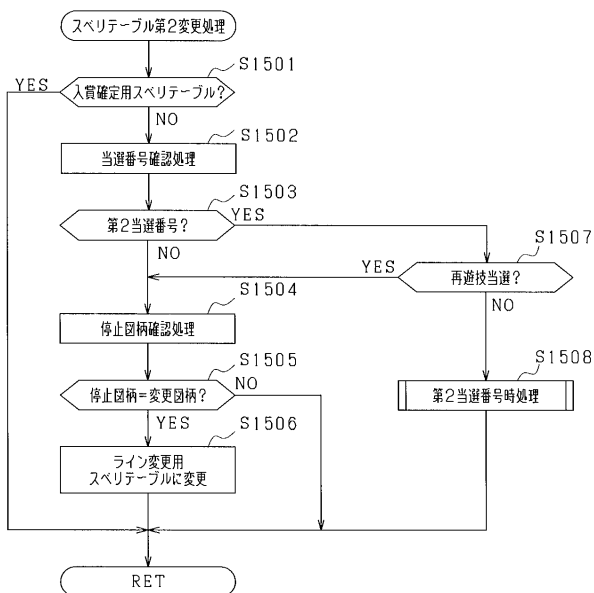 スベリテーブル第2変更処理
S1501
YES
入賞確定用スベリテーブル?
NO
S1502
当選番号確認処理
S1503
第2当選番号?
YES
NO
S1507
YES
再遊技当選?
NO
S1504
停止図柄確認処理
S1505
停止図柄=変更図柄?
NO
YES
S1508
第2当選番号時処理
S1506
ライン変更用
スベリテーブルに変更
RET